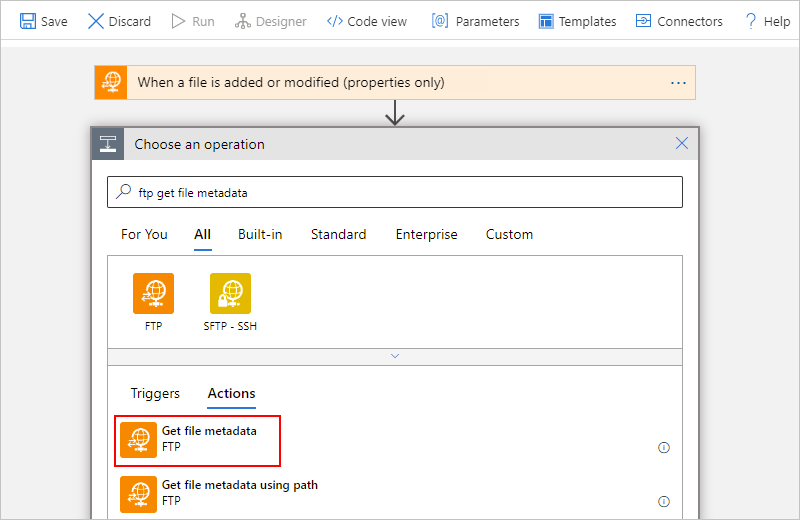 Save Discard Run Designer Code view Parameters Templates Connectors Help
When a file is added or modified (properties only)
Choose an operation
ftp get file metadata
For You All Built-in Standard Enterprise Custom
FTP SFTP - SSH
Triggers Actions
Get file metadata
FTP
Get file metadata using path
FTP